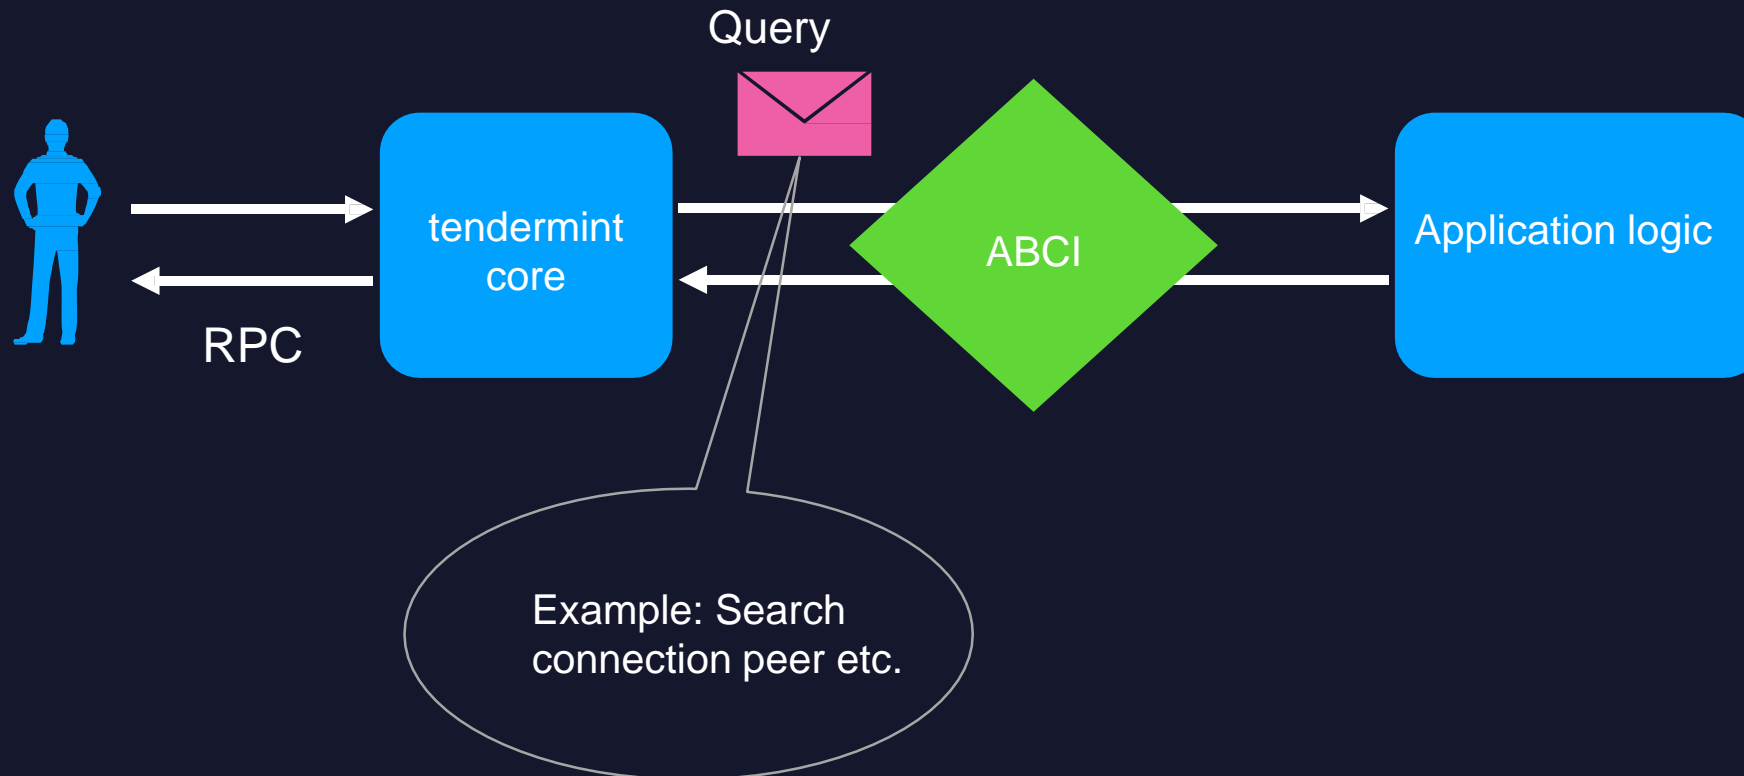 Query
tendermint
core
ABCI
Application logic
RPC
Example: Search
connection peer etc.